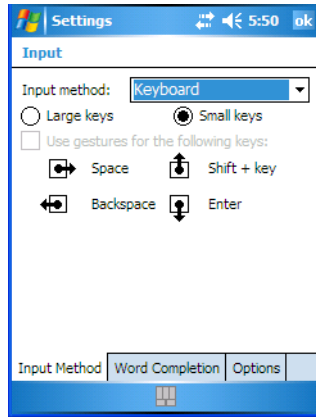 Settings 5:50 ok
Input
Input method: Keyboard
Large keys Small keys
Use gestures for the following keys:
Space Shift + key
Backspace Enter
Input Method Word Completion Options